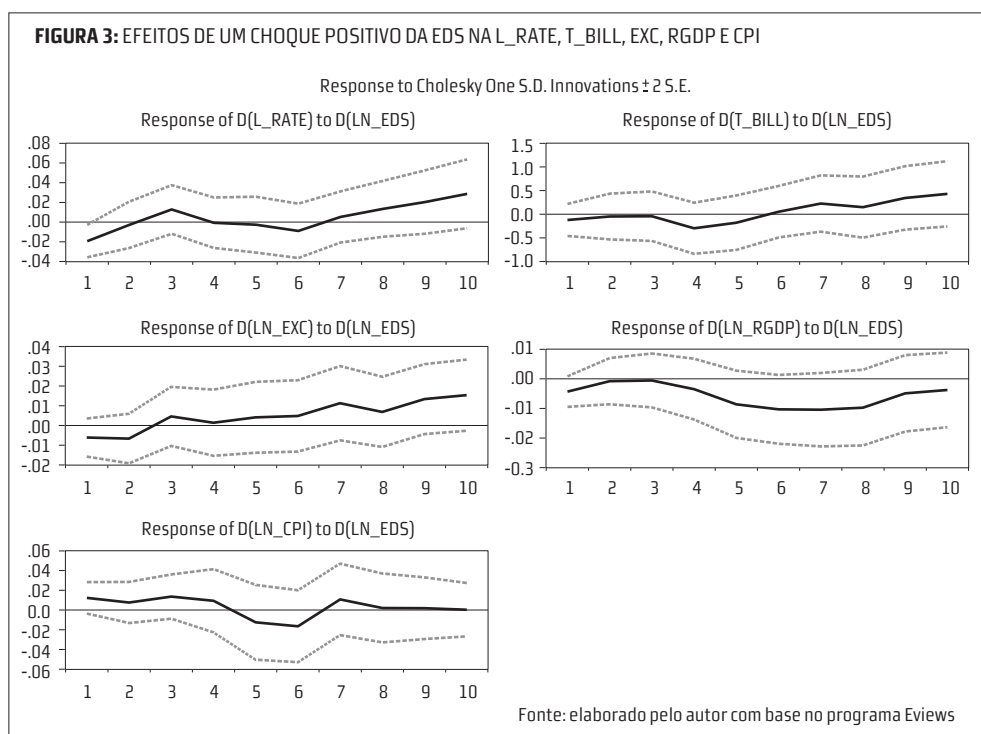 FIGURA 3: EFEITOS DE UM CHOQUE POSITIVO DA EDS NA L_RATE, T_BILL, EXC, RGDP E CPI
Response to Cholesky One S.D. Innovations ± 2 S.E.
Response of D(L_RATE) to D(LN_EDS)
.08
.06
.04
.02
.00
-.02
-.04
1 2 3 4 5 6 7 8 9 10
Response of D(T_BILL) to D(LN_EDS)
1.5
1.0
0.5
0.0
-0.5
-1.0
1 2 3 4 5 6 7 8 9 10
Response of D(LN_EXC) to D(LN_EDS)
.04
.03
.02
.01
.00
-.01
-.02
1 2 3 4 5 6 7 8 9 10
Response of D(LN_RGDP) to D(LN_EDS)
.01
.00
-.01
-.02
-0.3
1 2 3 4 5 6 7 8 9 10
Response of D(LN_CPI) to D(LN_EDS)
.06
.04
.02
0.0
-.02
-.04
-.06
1 2 3 4 5 6 7 8 9 10
Fonte: elaborado pelo autor com base no programa Eviews